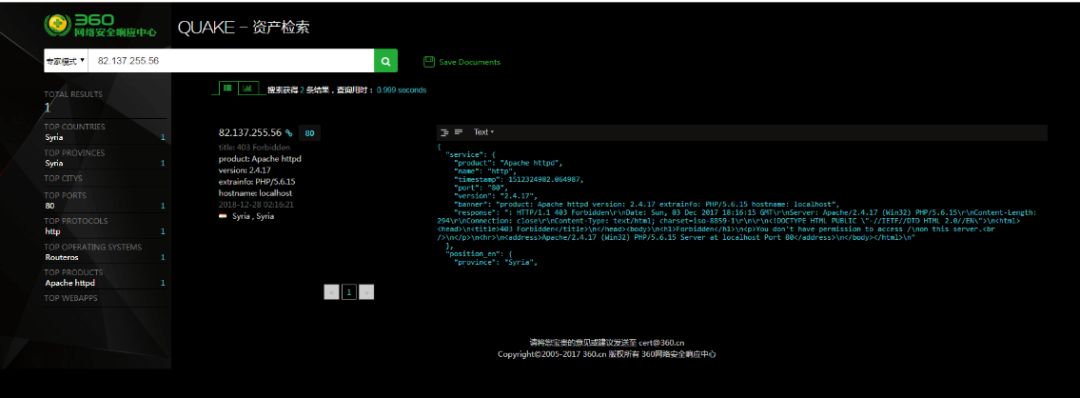 360
网络安全响应中心
QUAKE – 资产检索
专家模式 82.137.255.56
Save Documents
搜索获得 2 条结果，查询用时： 0.999 seconds
TOTAL RESULTS
1
TOP COUNTRIES
Syria 1
TOP PROVINCES
Syria 1
TOP CITYS
TOP PORTS
80 1
TOP PROTOCOLS
http 1
TOP OPERATING SYSTEMS
Routeros 1
TOP PRODUCTS
Apache httpd 1
TOP WEBAPPS
82.137.255.56 80
title: 403 Forbidden
product: Apache httpd
version: 2.4.17
extrainfo: PHP/5.6.15
hostname: localhost
2018-12-28 02:16:21
Syria , Syria
Text
{
"service": {
"product": "Apache httpd",
"name": "http",
"timestamp": 1512324982.064987,
"port": "80",
"version": "2.4.17",
"banner": "product: Apache httpd version: 2.4.17 extrainfo: PHP/5.6.15 hostname: localhost",
"response": ": HTTP/1.1 403 Forbidden\r\nDate: Sun, 03 Dec 2017 18:16:15 GMT\r\nServer: Apache/2.4.17 (Win32) PHP/5.6.15\r\nContent-Length:
294\r\nConnection: close\r\nContent-Type: text/html; charset=iso-8859-1\r\n\r\n<!DOCTYPE HTML PUBLIC \"-//IETF//DTD HTML 2.0//EN\">\n<html>
<head>\n<title>403 Forbidden</title>\n</head><body>\n<h1>Forbidden</h1>\n<p>You don't have permission to access /\non this server.<br
/>\n</p>\n<hr>\n<address>Apache/2.4.17 (Win32) PHP/5.6.15 Server at localhost Port 80</address>\n</body></html>\n"
},
"position_en": {
"province": "Syria",
< 1 >
请将您宝贵的意见或建议发送至 cert@360.cn
Copyright©2005-2017 360.cn 版权所有 360网络安全响应中心